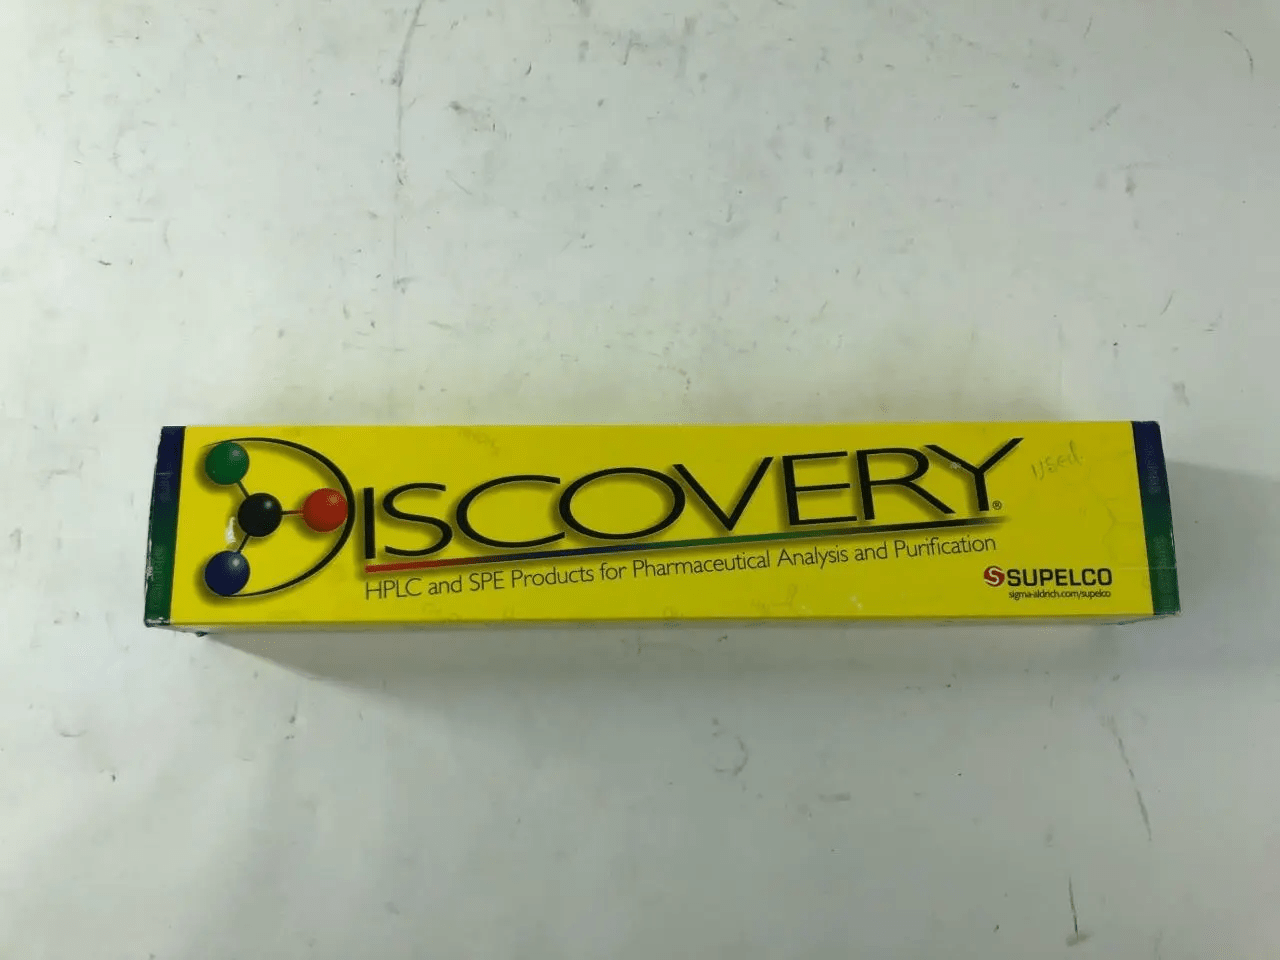 DISCOVERY®
used
HPLC and SPE Products for Pharmaceutical Analysis and Purification
SUPELCO
sigma-aldrich.com/supelco